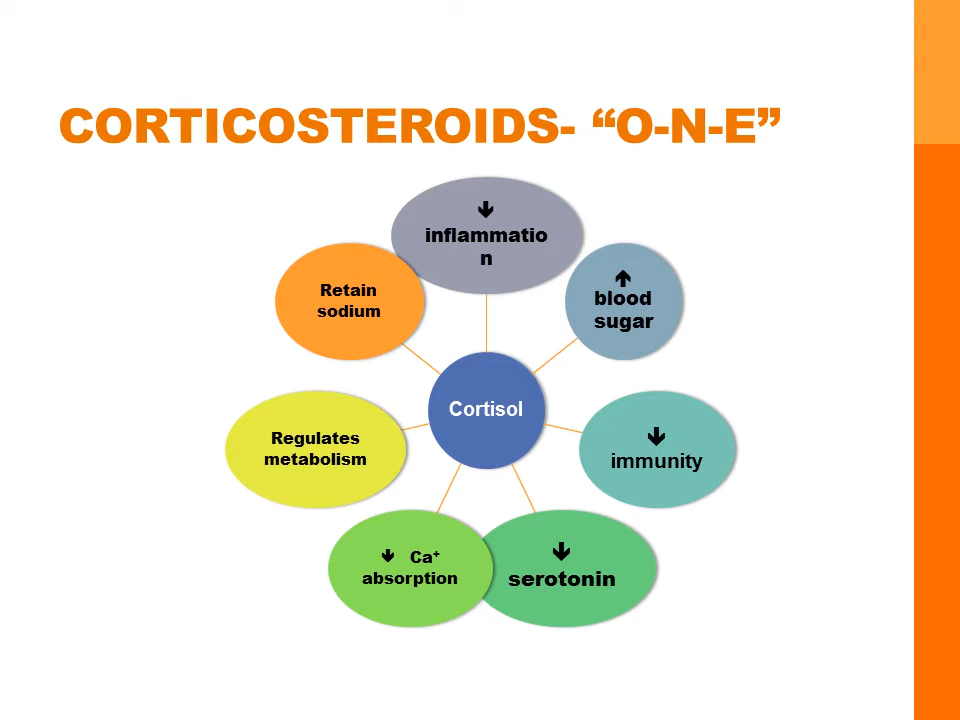 CORTICOSTEROIDS- “O-N-E”
🡻
inflammatio
n
🡹
blood
sugar
🡻
immunity
🡻
serotonin
🡻 Ca⁺
absorption
Regulates
metabolism
Retain
sodium
Cortisol